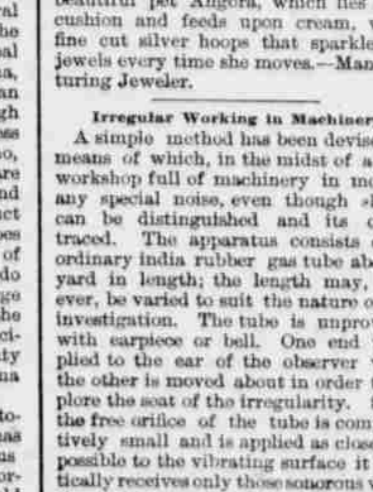 beautiful pet Angora, which lies
cushion and feeds upon cream,
fine cut silver hoops that sparkle
jewels every time she moves.—Man
turing Jeweler.
Irregular Working in Machiner
A simple method has been devise
means of which, in the midst of a
workshop full of machinery in mo
any special noise, even though sl
can be distinguished and its c
traced. The apparatus consists
ordinary india rubber gas tube abo
yard in length; the length may,
ever, be varied to suit the nature o
investigation. The tube is unpro
with earpiece or bell. One end
plied to the ear of the observer
the other is moved about in order t
plore the seat of the irregularity.
the free orifice of the tube is com
tively small and is applied as close
possible to the vibrating surface it
tically receives only those sonorous v